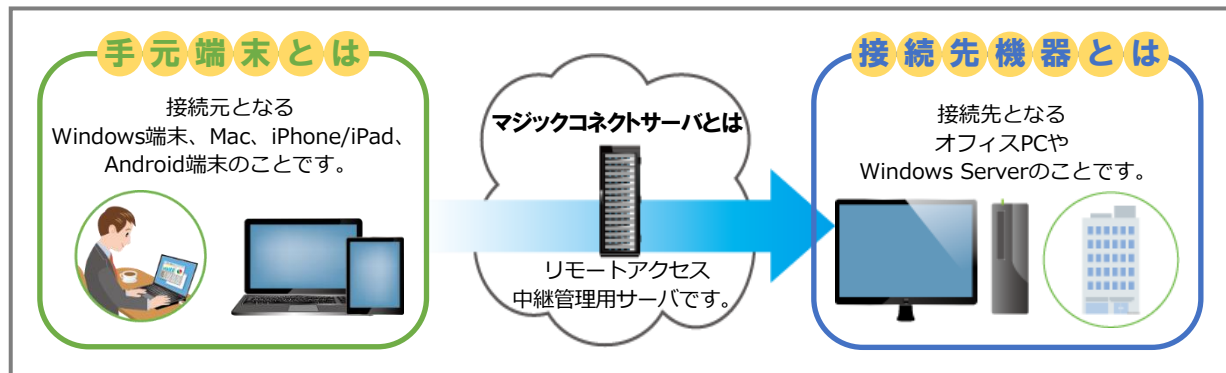 手元端末とは
接続元となる
Windows端末、Mac、iPhone/iPad、
Android端末のことです。
マジックコネクトサーバとは
リモートアクセス
中継管理用サーバです。
接続先機器とは
接続先となる
オフィスPCや
Windows Serverのことです。